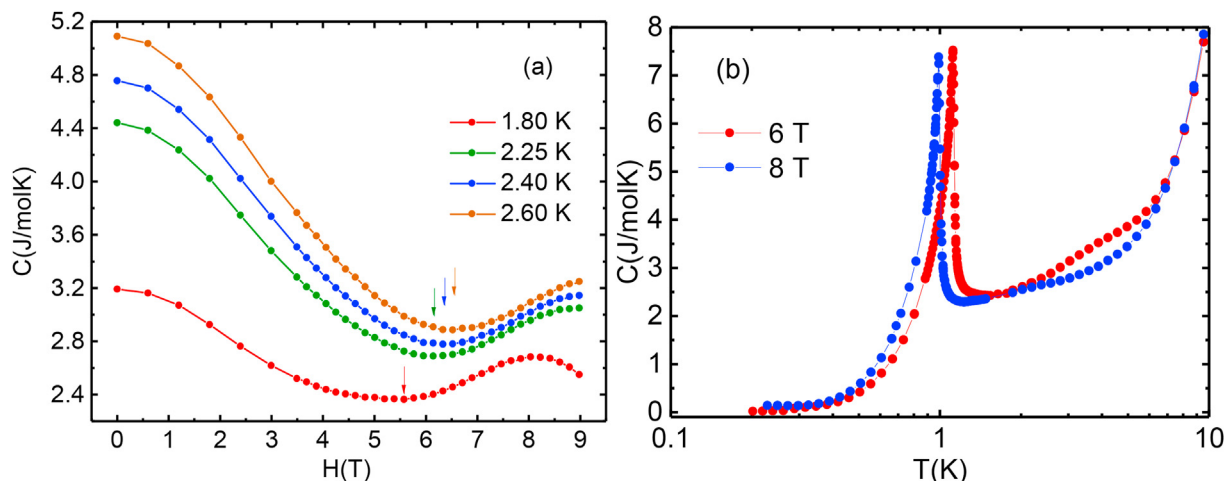 (a)
C(J/molK)
5.2
4.8
4.4
4.0
3.6
3.2
2.8
2.4
1.80 K
2.25 K
2.40 K
2.60 K
0 1 2 3 4 5 6 7 8 9
H(T)
(b)
C(J/molK)
8
7
6
5
4
3
2
1
0
6 T
8 T
0.1 1 10
T(K)